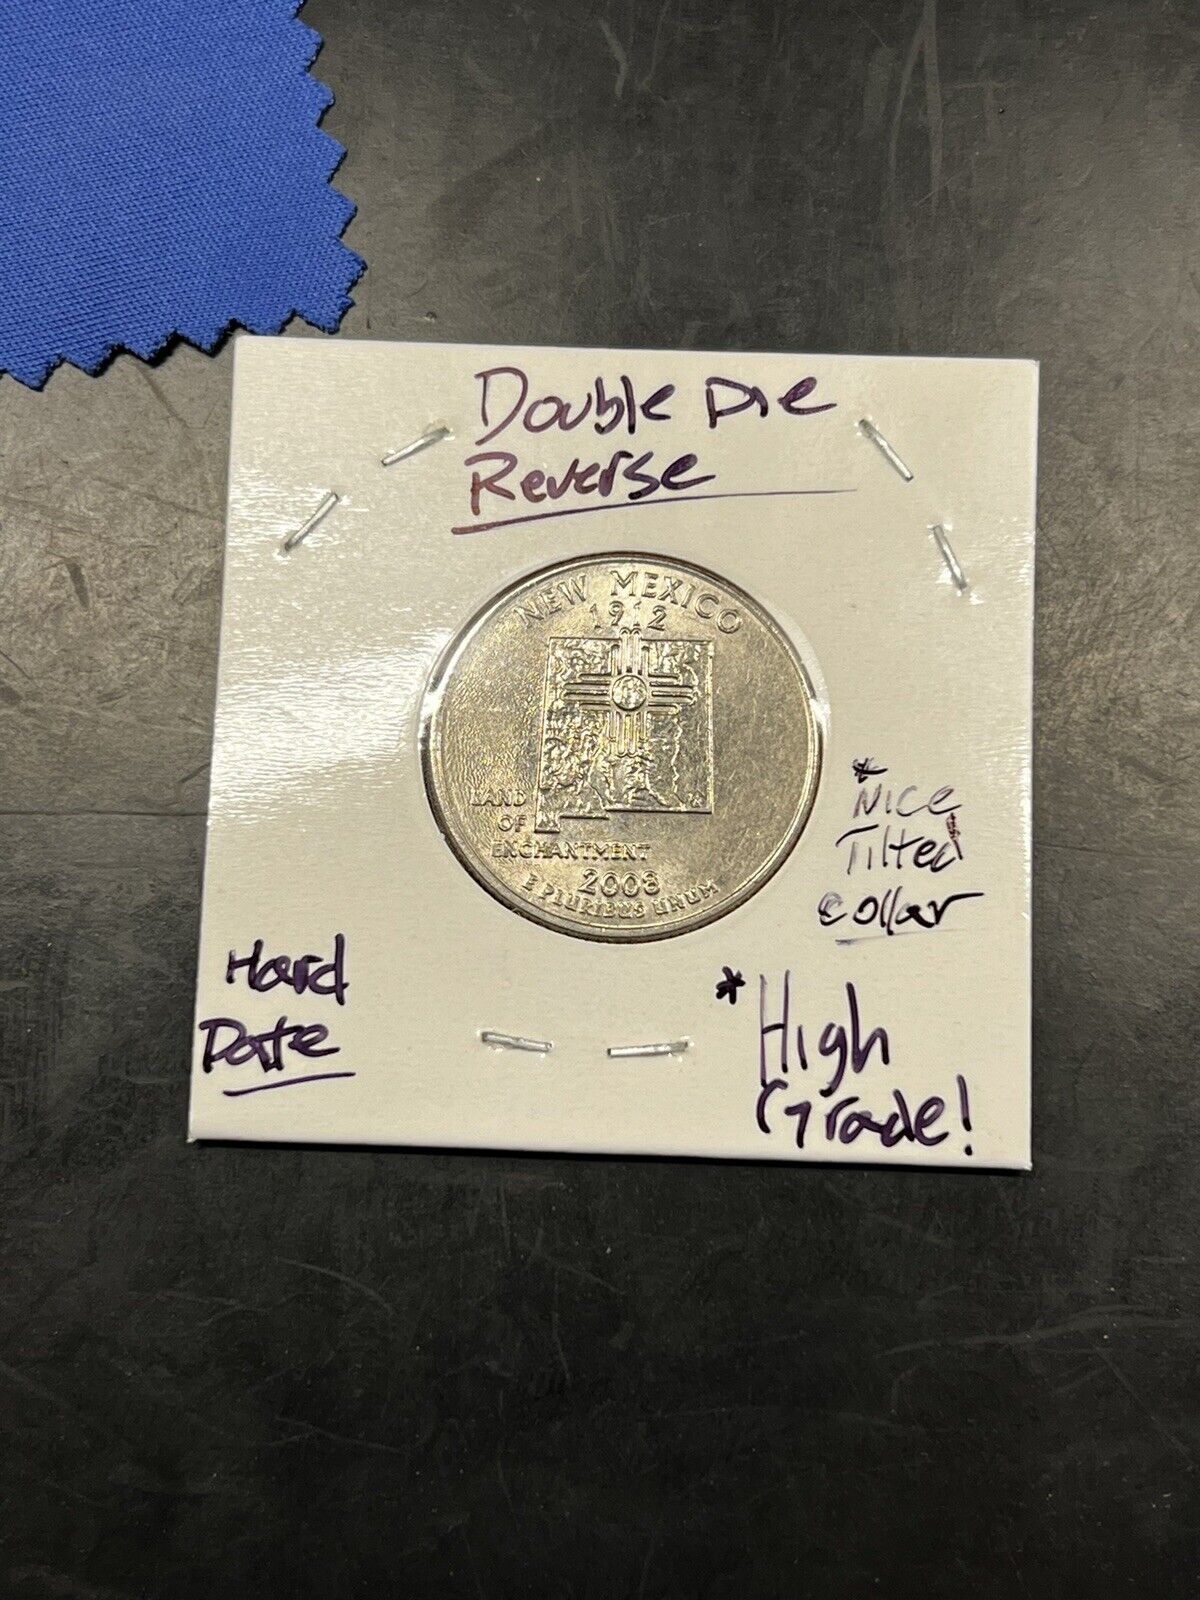 Double Die
Reverse
NEW MEXICO
1912
LAND
OF
ENCHANTMENT
2008
E PLURIBUS UNUM
*Nice
Tilted
collar
Hard
Date
*High
Grade!